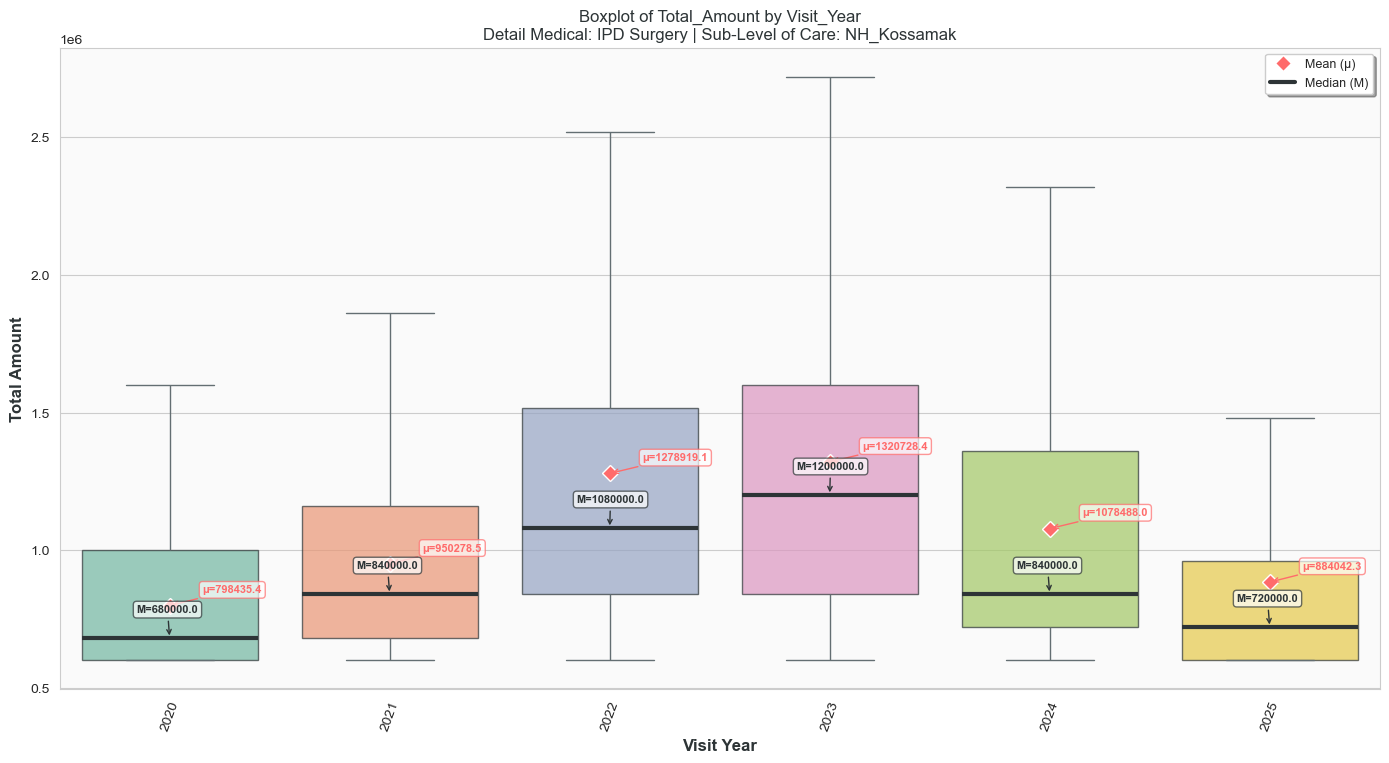 Boxplot of Total_Amount by Visit_Year
Detail Medical: IPD Surgery | Sub-Level of Care: NH_Kossamak
1e6
Mean (μ)
Median (M)
2.5
2.0
1.5
1.0
0.5
Total Amount
μ=798435.4
M=680000.0
μ=950278.5
M=840000.0
μ=1278919.1
M=1080000.0
μ=1320728.4
M=1200000.0
μ=1078488.0
M=840000.0
μ=884042.3
M=720000.0
2020
2021
2022
2023
2024
2025
Visit Year